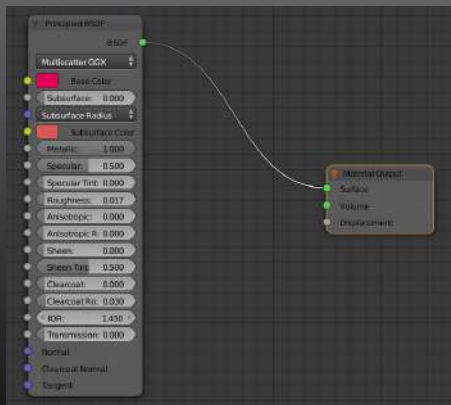 Principled BSDF
BSDF
Multiscatter GGX
Base Color
Subsurface: 0.000
Subsurface Radius
Subsurface Color
Metallic: 1.000
Specular: 0.500
Specular Tint: 0.000
Roughness: 0.017
Anisotropic: 0.000
Anisotropic R: 0.000
Sheen: 0.000
Sheen Tint: 0.500
Clearcoat: 0.000
Clearcoat Ro: 0.030
IOR: 1.450
Transmission: 0.000
Normal
Clearcoat Normal
Tangent
Material Output
Surface
Volume
Displacement